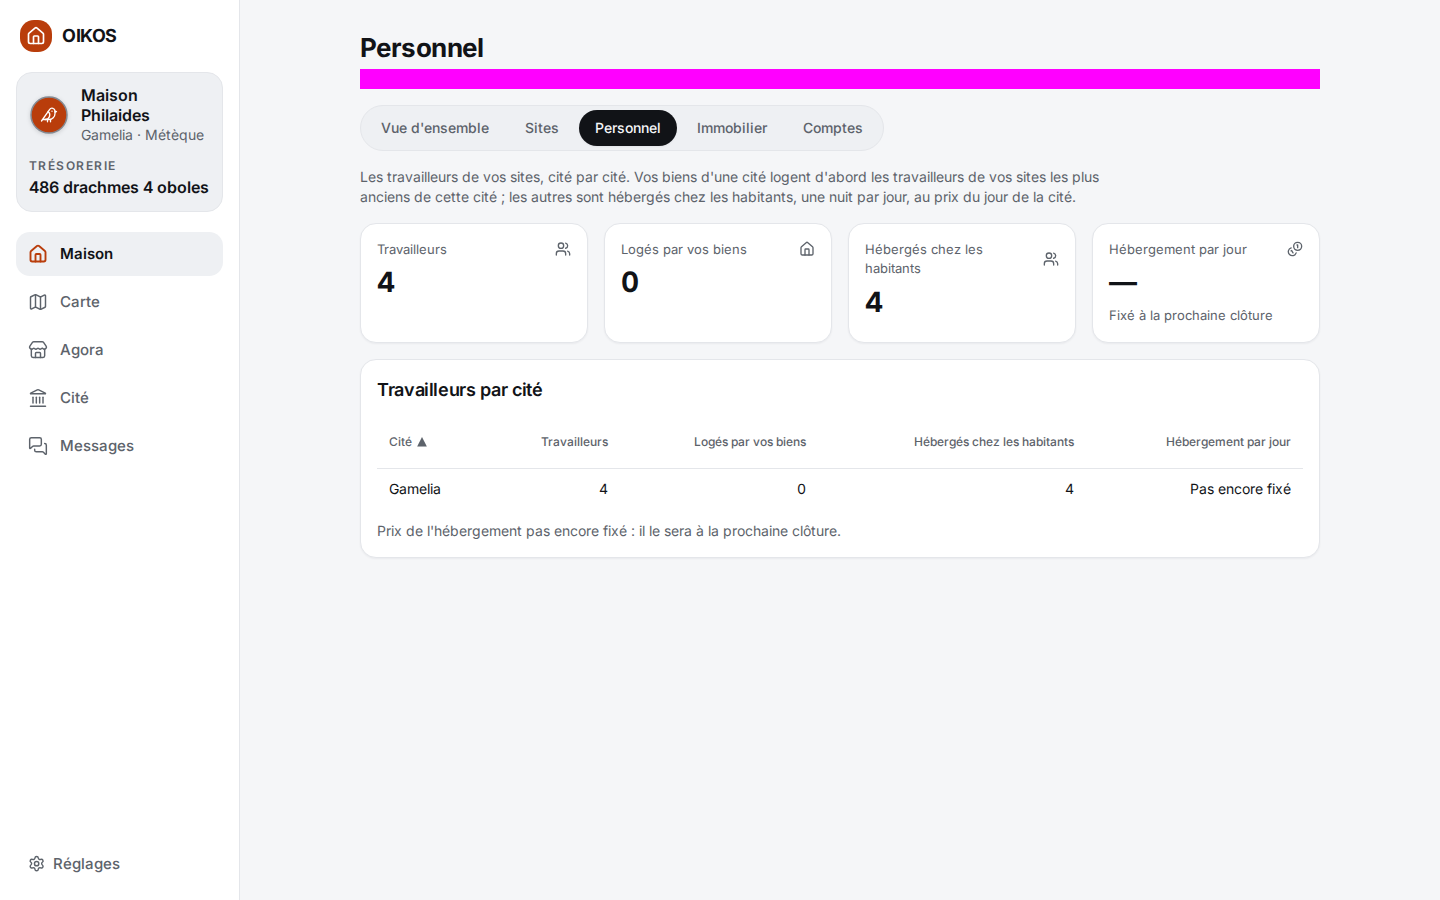 OIKOS
Maison
Philaides
Gamelia · Métèque
TRÉSORERIE
486 drachmes 4 oboles
Maison
Carte
Agora
Cité
Messages
Réglages
Personnel
Vue d'ensemble
Sites
Personnel
Immobilier
Comptes
Les travailleurs de vos sites, cité par cité. Vos biens d'une cité logent d'abord les travailleurs de vos sites les plus
anciens de cette cité ; les autres sont hébergés chez les habitants, une nuit par jour, au prix du jour de la cité.
Travailleurs
4
Logés par vos biens
0
Hébergés chez les
habitants
4
Hébergement par jour
—
Fixé à la prochaine clôture
Travailleurs par cité
Cité ▲ Travailleurs Logés par vos biens Hébergés chez les habitants Hébergement par jour
Gamelia 4 0 4 Pas encore fixé
Prix de l'hébergement pas encore fixé : il le sera à la prochaine clôture.